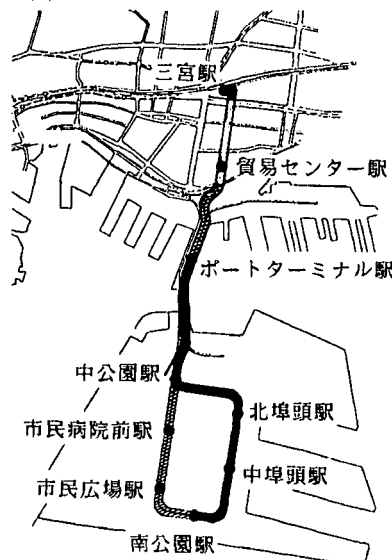 三宮駅
貿易センター駅
ポートターミナル駅
中公園駅
北埠頭駅
市民病院前駅
中埠頭駅
市民広場駅
南公園駅